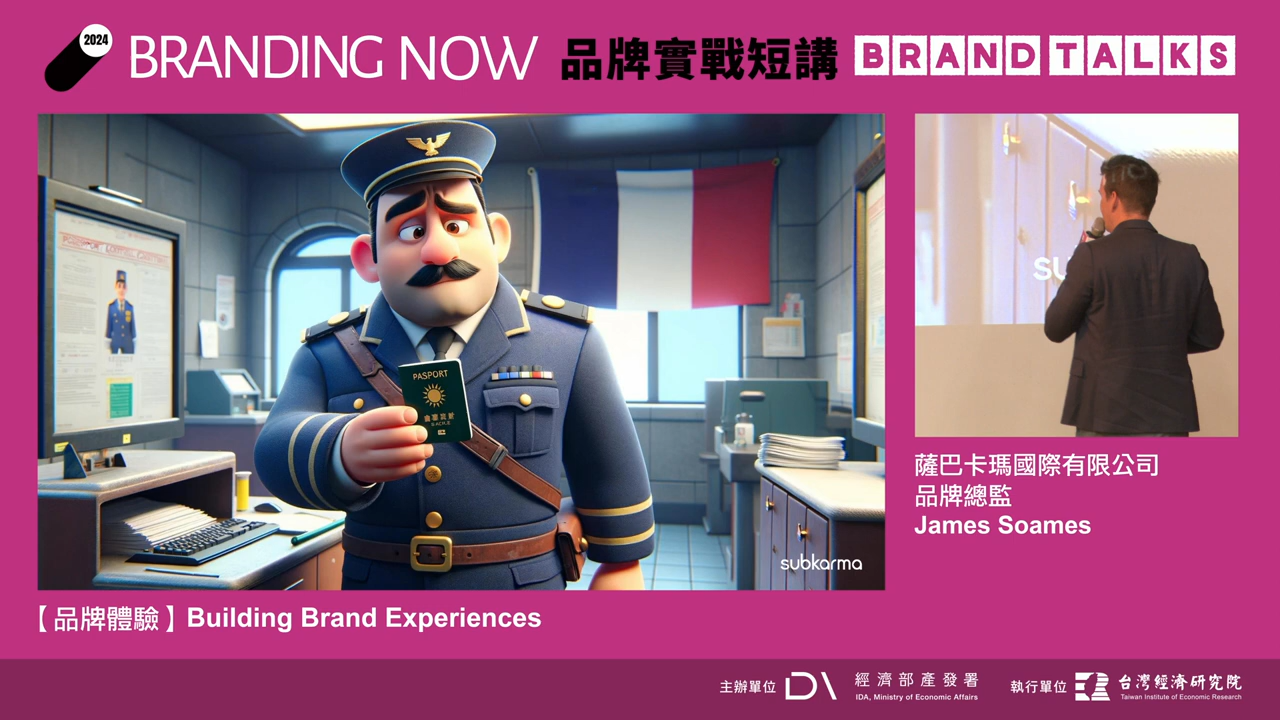 2024
BRANDING NOW 品牌實戰短講 BRAND TALKS
PASPORT
subkarma
su
薩巴卡瑪國際有限公司
品牌總監
James Soames
【品牌體驗】Building Brand Experiences
主辦單位 IDA 經濟部產發署
IDA, Ministry of Economic Affairs
執行單位 台灣經濟研究院
Taiwan Institute of Economic Research